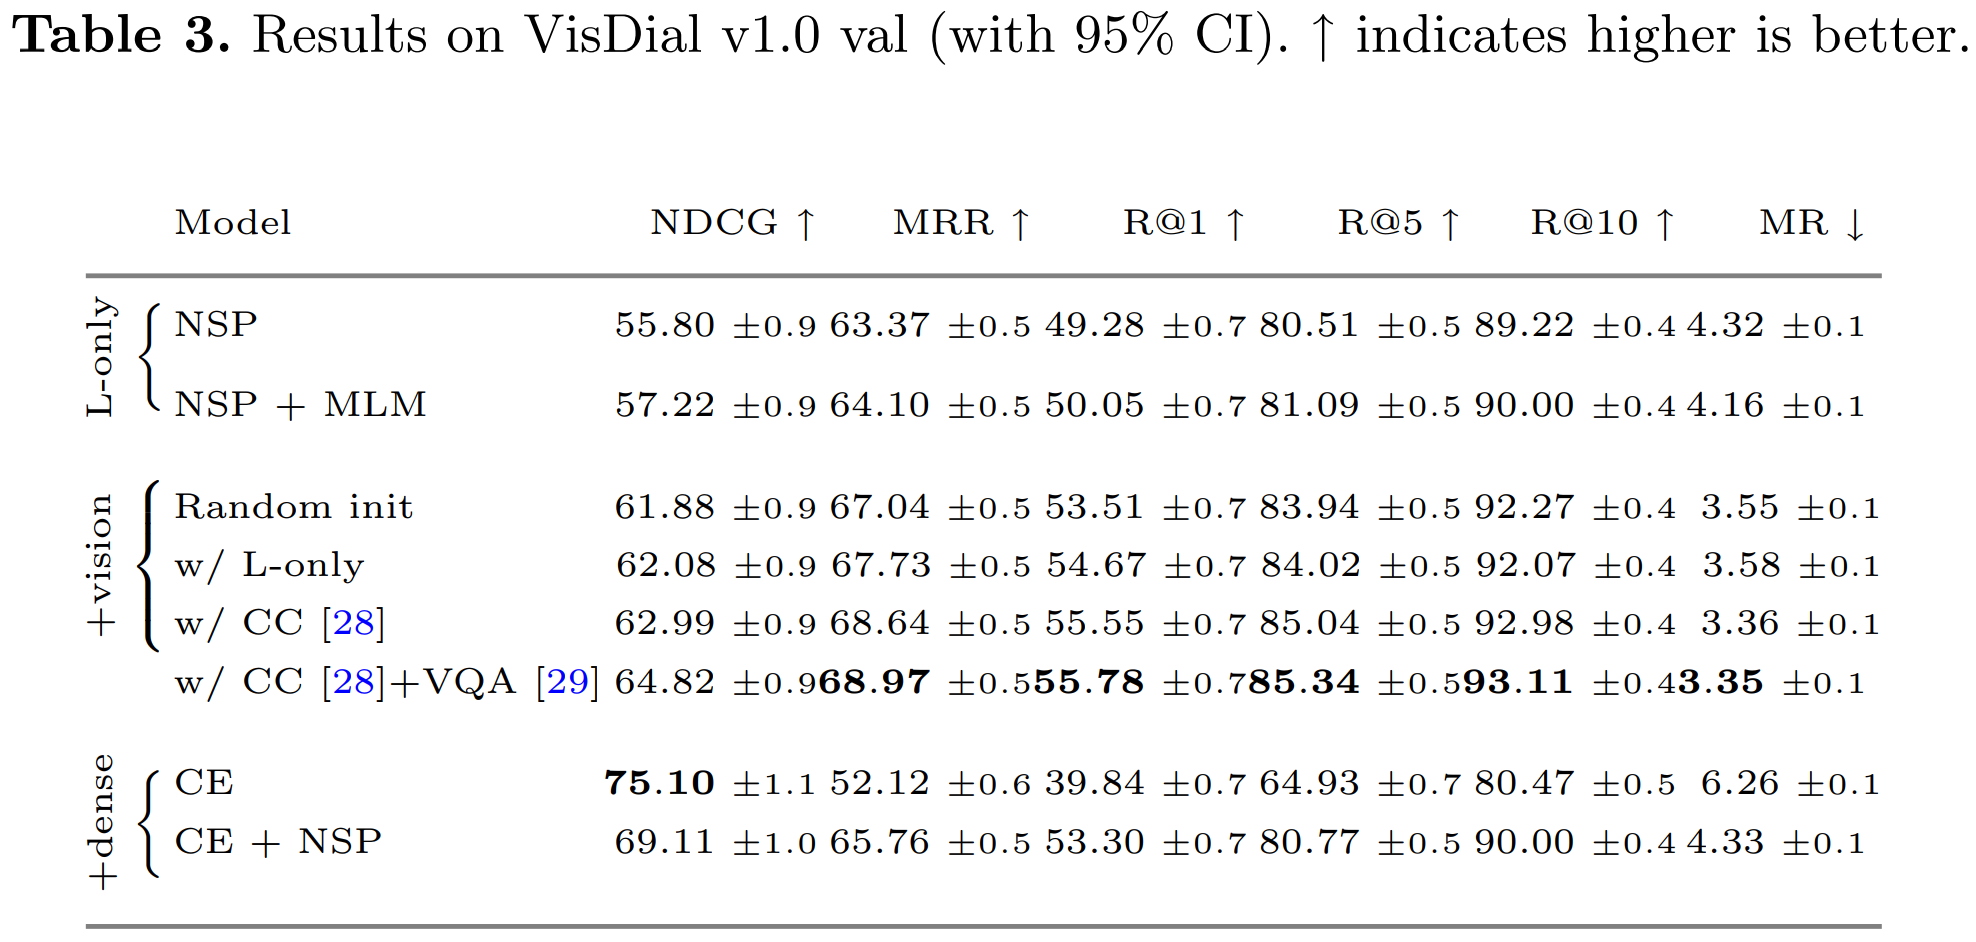 Table 3. Results on VisDial v1.0 val (with 95% CI). ↑ indicates higher is better.
Model NDCG ↑ MRR ↑ R@1 ↑ R@5 ↑ R@10 ↑ MR ↓
L-only
NSP 55.80 ±0.9 63.37 ±0.5 49.28 ±0.7 80.51 ±0.5 89.22 ±0.4 4.32 ±0.1
NSP + MLM 57.22 ±0.9 64.10 ±0.5 50.05 ±0.7 81.09 ±0.5 90.00 ±0.4 4.16 ±0.1
+vision
Random init 61.88 ±0.9 67.04 ±0.5 53.51 ±0.7 83.94 ±0.5 92.27 ±0.4 3.55 ±0.1
w/ L-only 62.08 ±0.9 67.73 ±0.5 54.67 ±0.7 84.02 ±0.5 92.07 ±0.4 3.58 ±0.1
w/ CC [28] 62.99 ±0.9 68.64 ±0.5 55.55 ±0.7 85.04 ±0.5 92.98 ±0.4 3.36 ±0.1
w/ CC [28]+VQA [29] 64.82 ±0.9 68.97 ±0.5 55.78 ±0.7 85.34 ±0.5 93.11 ±0.4 3.35 ±0.1
+dense
CE 75.10 ±1.1 52.12 ±0.6 39.84 ±0.7 64.93 ±0.7 80.47 ±0.5 6.26 ±0.1
CE + NSP 69.11 ±1.0 65.76 ±0.5 53.30 ±0.7 80.77 ±0.5 90.00 ±0.4 4.33 ±0.1